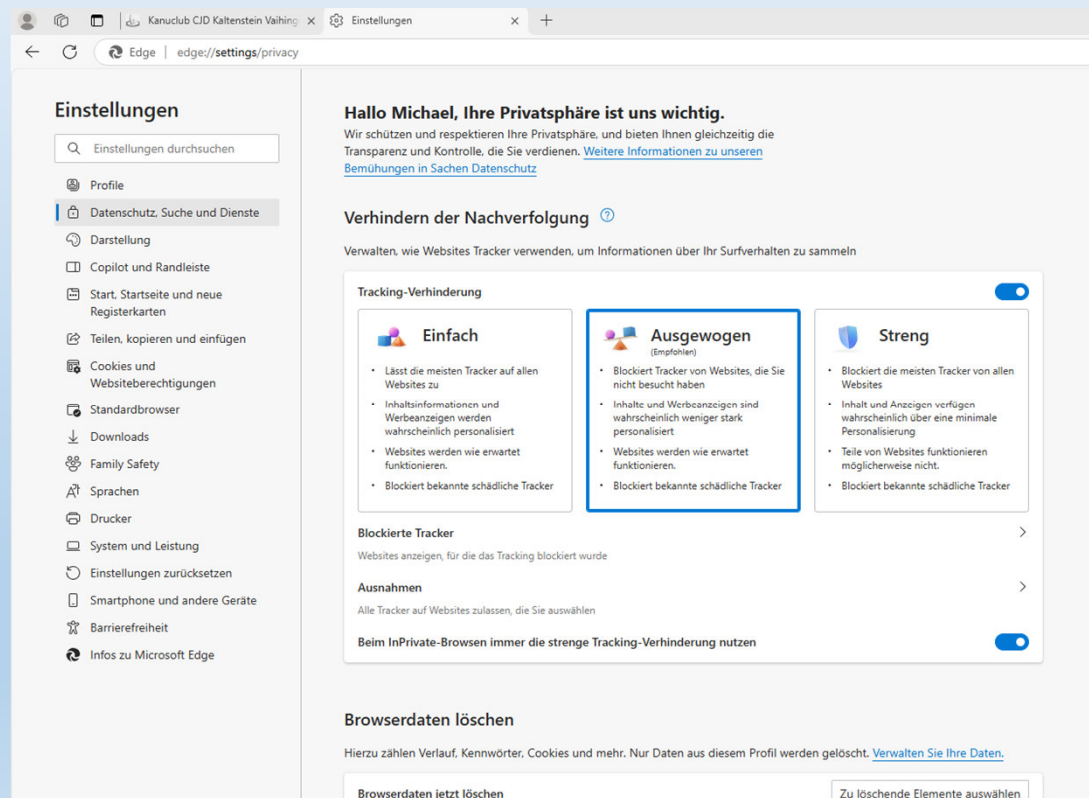 Kanuclub CJD Kaltenstein Vaihing
Einstellungen
Edge
edge://settings/privacy
Einstellungen
Einstellungen durchsuchen
Profile
Datenschutz, Suche und Dienste
Darstellung
Copilot und Randleiste
Start, Startseite und neue
Registerkarten
Teilen, kopieren und einfügen
Cookies und
Websiteberechtigungen
Standardbrowser
Downloads
Family Safety
Sprachen
Drucker
System und Leistung
Einstellungen zurücksetzen
Smartphone und andere Geräte
Barrierefreiheit
Infos zu Microsoft Edge
Hallo Michael, Ihre Privatsphäre ist uns wichtig.
Wir schützen und respektieren Ihre Privatsphäre, und bieten Ihnen gleichzeitig die
Transparenz und Kontrolle, die Sie verdienen. Weitere Informationen zu unseren
Bemühungen in Sachen Datenschutz
Verhindern der Nachverfolgung
Verwalten, wie Websites Tracker verwenden, um Informationen über Ihr Surfverhalten zu sammeln
Tracking-Verhinderung
Einfach
• Lässt die meisten Tracker auf allen
Websites zu
• Inhaltsinformationen und
Werbeanzeigen werden
wahrscheinlich personalisiert
• Websites werden wie erwartet
funktionieren.
• Blockiert bekannte schädliche Tracker
Ausgewogen
(Empfohlen)
• Blockiert Tracker von Websites, die Sie
nicht besucht haben
• Inhalte und Werbeanzeigen sind
wahrscheinlich weniger stark
personalisiert
• Websites werden wie erwartet
funktionieren.
• Blockiert bekannte schädliche Tracker
Streng
• Blockiert die meisten Tracker von allen
Websites
• Inhalt und Anzeigen verfügen
wahrscheinlich über eine minimale
Personalisierung
• Teile von Websites funktionieren
möglicherweise nicht.
• Blockiert bekannte schädliche Tracker
Blockierte Tracker
Websites anzeigen, für die das Tracking blockiert wurde
Ausnahmen
Alle Tracker auf Websites zulassen, die Sie auswählen
Beim InPrivate-Browsen immer die strenge Tracking-Verhinderung nutzen
Browserdaten löschen
Hierzu zählen Verlauf, Kennwörter, Cookies und mehr. Nur Daten aus diesem Profil werden gelöscht. Verwalten Sie Ihre Daten.
Browserdaten jetzt löschen
Zu löschende Elemente auswählen